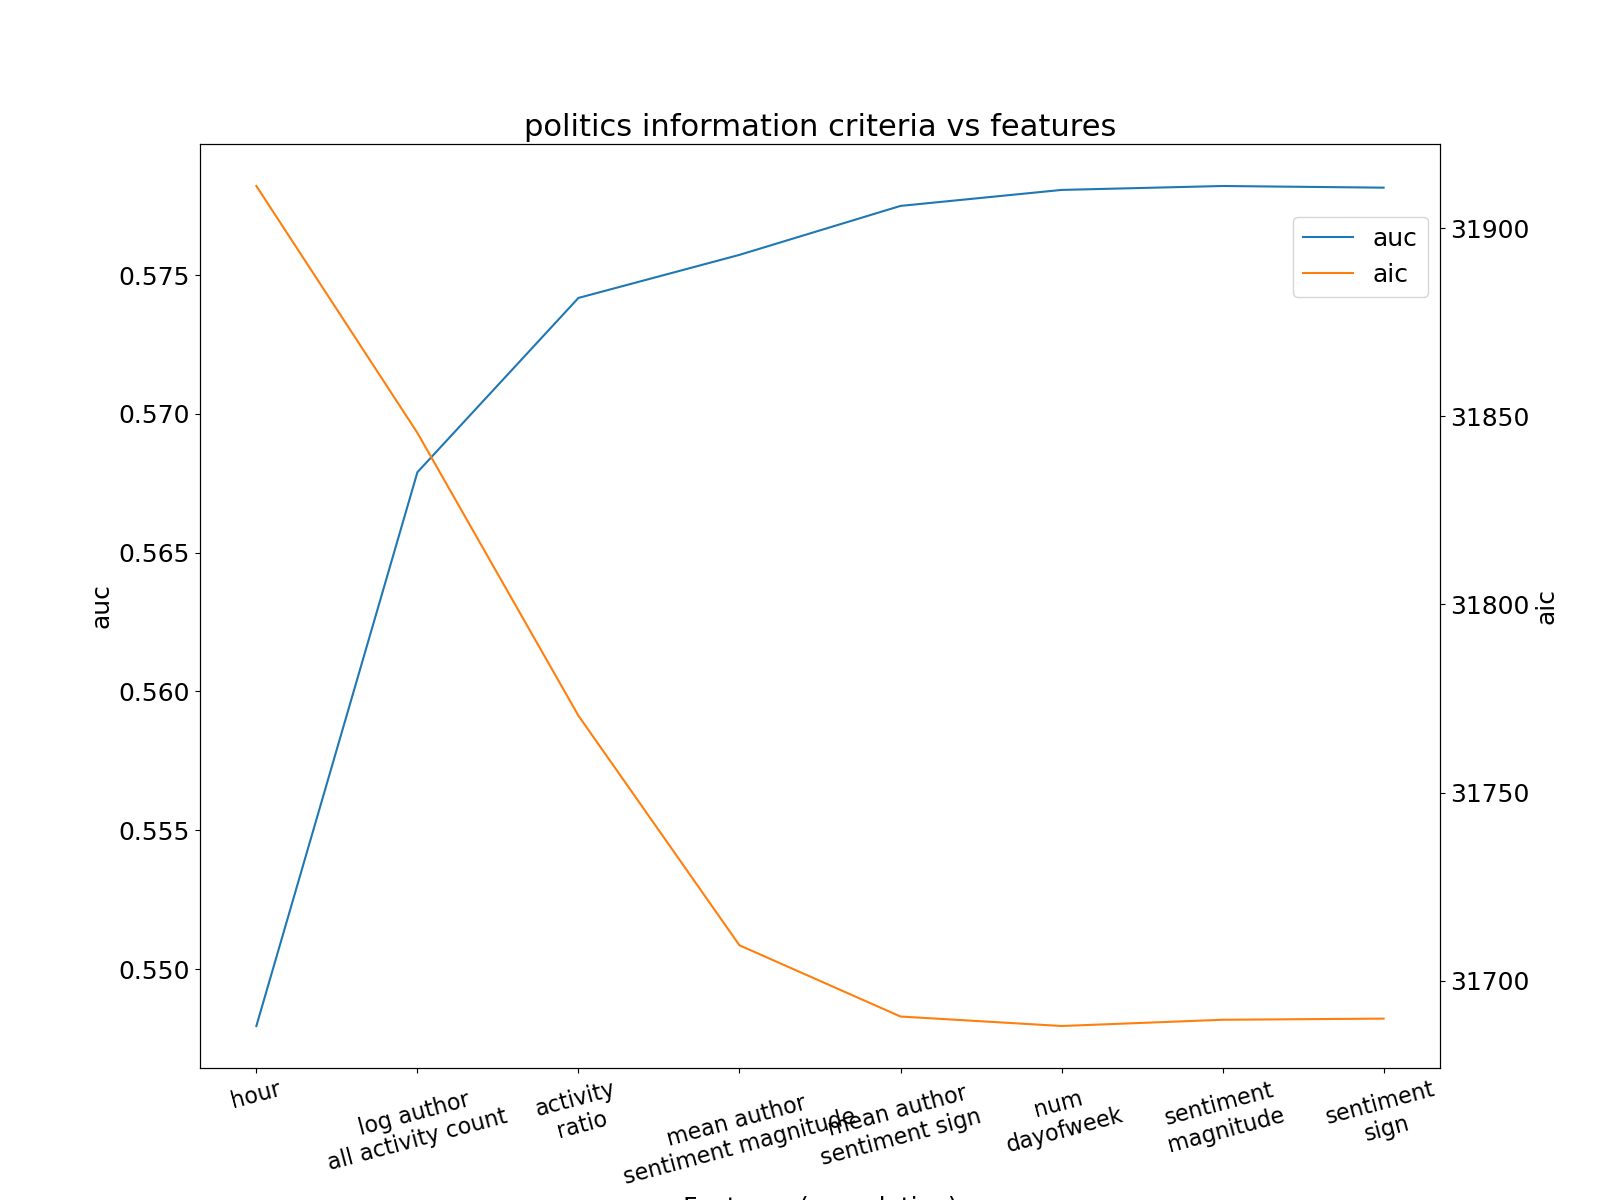 politics information criteria vs features
auc
aic
0.575
0.570
0.565
0.560
0.555
0.550
auc
31900
31850
31800
31750
31700
aic
hour
log author
all activity count
activity
ratio
mean author
sentiment magnitude
mean author
sentiment sign
num
dayofweek
sentiment
magnitude
sentiment
sign